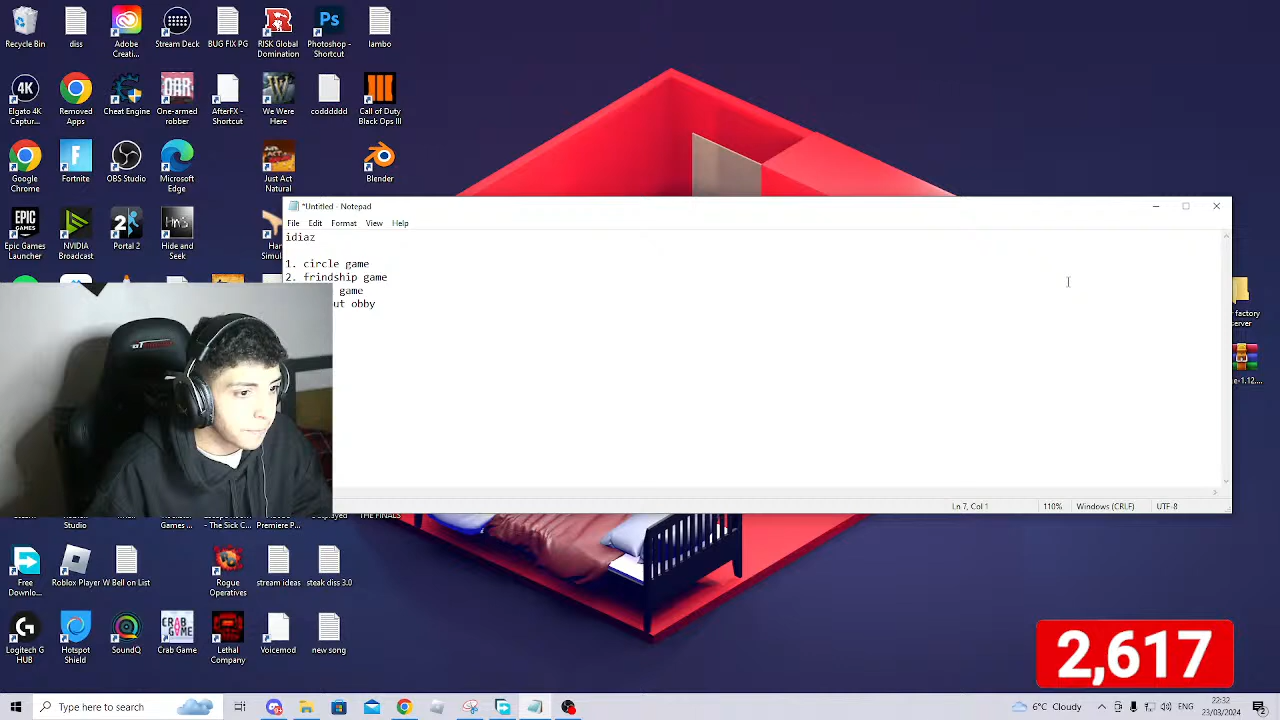 Recycle Bin
diss
Adobe Creati...
Stream Deck
BUG FIX PG
RISK Global Domination
Photoshop - Shortcut
lambo
Elgato 4K Captur...
Removed Apps
Cheat Engine
One-armed robber
AfterFX - Shortcut
We Were Here
coddddd
Call of Duty Black Ops III
Google Chrome
Fortnite
OBS Studio
Microsoft Edge
Just Act Natural
Blender
Epic Games Launcher
NVIDIA Broadcast
Portal 2
Hide and Seek
*Untitled - Notepad
File Edit Format View Help
idiaz
1. circle game
2. frindship game
game
ut obby
Ln 7, Col 1
110%
Windows (CRLF)
UTF-8
factory
Studio
Games ...
-The Sick C...
Premiere P...
THE FINALS
Free Downlo...
Roblox Player
W Bell on List
Rogue Operatives
stream ideas
steak diss 3.0
Logitech G HUB
Hotspot Shield
SoundQ
Crab Game
Lethal Company
Voicemod
new song
2,617
Type here to search
6°C Cloudy
ENG
22:32
23/03/2024